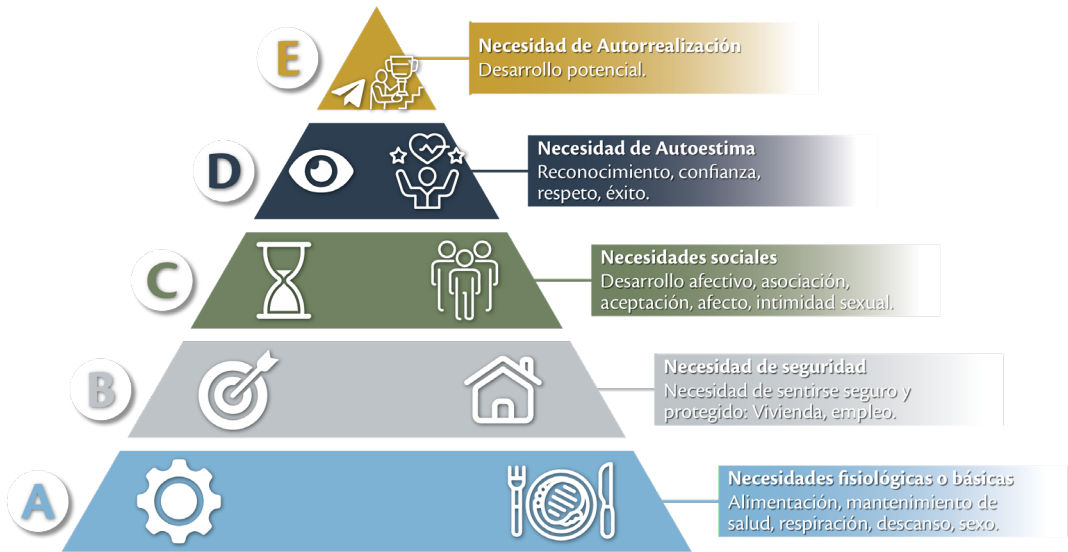 E
Necesidad de Autorrealización
Desarrollo potencial.
D
Necesidad de Autoestima
Reconocimiento, confianza,
respeto, éxito.
C
Necesidades sociales
Desarrollo afectivo, asociación,
aceptación, afecto, intimidad sexual.
B
Necesidad de seguridad
Necesidad de sentirse seguro y
protegido: Vivienda, empleo.
A
Necesidades fisiológicas o básicas
Alimentación, mantenimiento de
salud, respiración, descanso, sexo.